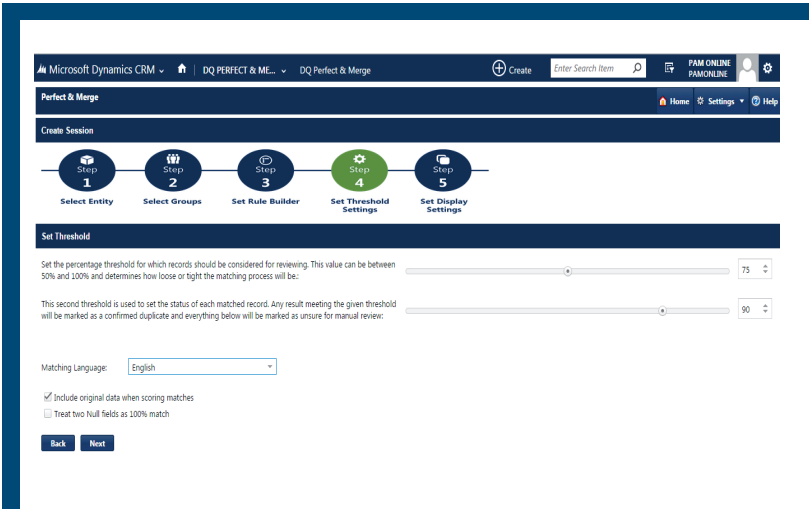 Microsoft Dynamics CRM DQ PERFECT & ME... DQ Perfect & Merge Create Enter Search Item PAM ONLINE
PAMONLINE
Perfect & Merge Home Settings Help
Create Session
Step Step Step Step Step
1 2 3 4 5
Select Entity Select Groups Set Rule Builder Set Threshold Set Display
Settings Settings
Set Threshold
Set the percentage threshold for which records should be considered for reviewing. This value can be between
50% and 100% and determines how loose or tight the matching process will be.:
75
This second threshold is used to set the status of each matched record. Any result meeting the given threshold
will be marked as a confirmed duplicate and everything below will be marked as unsure for manual review:
90
Matching Language: English
Include original data when scoring matches
Treat two Null fields as 100% match
Back Next